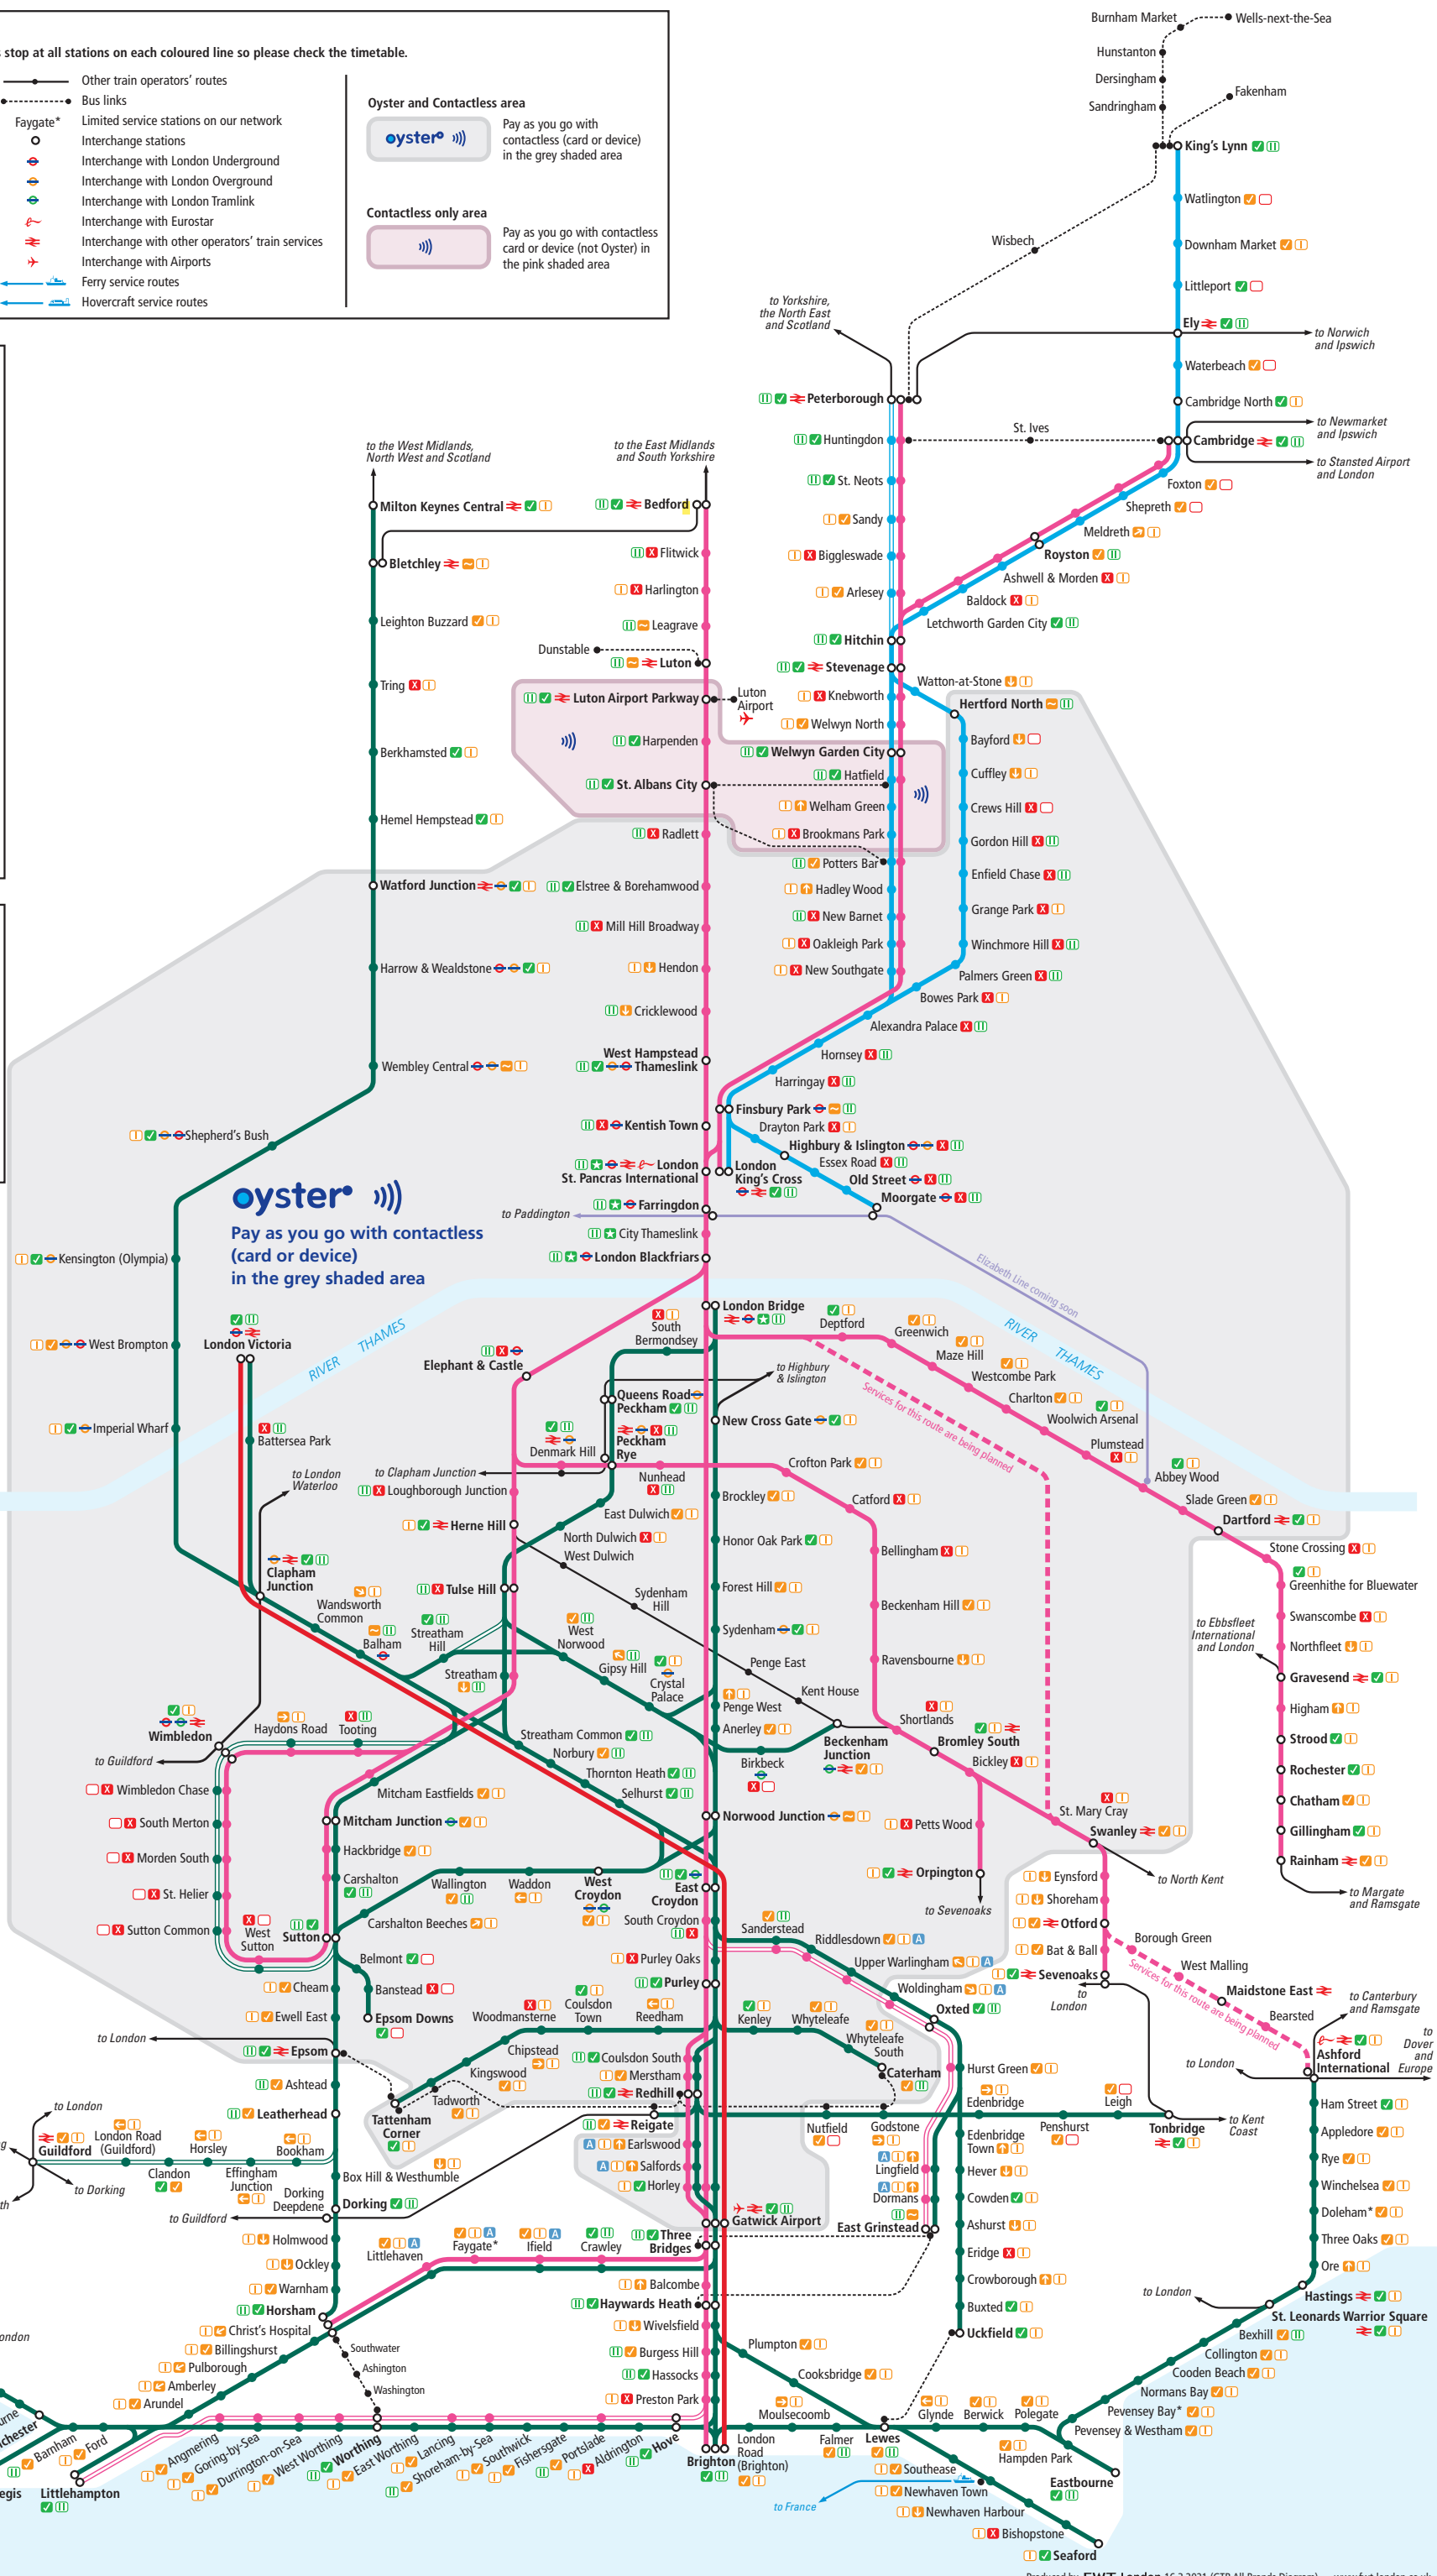 s stop at all stations on each coloured line so please check the timetable.
Other train operators' routes
Bus links
Faygate*
Limited service stations on our network
Interchange stations
Interchange with London Underground
Interchange with London Overground
Interchange with London Tramlink
Interchange with Eurostar
Interchange with other operators' train services
Interchange with Airports
Ferry service routes
Hovercraft service routes
Oyster and Contactless area
oyster
Pay as you go with
contactless (card or device)
in the grey shaded area
Contactless only area
Pay as you go with contactless
card or device (not Oyster) in
the pink shaded area
Burnham Market
Wells-next-the-Sea
Hunstanton
Dersingham
Sandringham
Fakenham
King's Lynn
Watlington
Wisbech
Downham Market
Littleport
to Yorkshire,
the North East
and Scotland
Ely
to Norwich
and Ipswich
Waterbeach
Peterborough
Cambridge North
to Newmarket
and Ipswich
Huntingdon
St. Ives
Cambridge
to Stansted Airport
and London
to the West Midlands,
North West and Scotland
to the East Midlands
and South Yorkshire
St. Neots
Foxton
Milton Keynes Central
Bedford
Shepreth
Sandy
Meldreth
Flitwick
Biggleswade
Royston
Bletchley
Ashwell & Morden
Harlington
Arlesey
Baldock
Leighton Buzzard
Leagrave
Letchworth Garden City
Hitchin
Dunstable
Luton
Stevenage
Tring
Watton-at-Stone
Luton Airport Parkway
Luton
Airport
Knebworth
Hertford North
Welwyn North
Berkhamsted
Harpenden
Welwyn Garden City
Bayford
Hatfield
Cuffley
St. Albans City
Welham Green
Crews Hill
Hemel Hempstead
Radlett
Brookmans Park
Gordon Hill
Potters Bar
Enfield Chase
Watford Junction
Elstree & Borehamwood
Hadley Wood
Grange Park
Mill Hill Broadway
New Barnet
Oakleigh Park
Winchmore Hill
Harrow & Wealdstone
Hendon
New Southgate
Palmers Green
Bowes Park
Cricklewood
Alexandra Palace
Hornsey
West Hampstead
Thameslink
Wembley Central
Harringay
Finsbury Park
Kentish Town
Drayton Park
Shepherd's Bush
Highbury & Islington
Essex Road
London
St. Pancras International
London
King's Cross
Old Street
Moorgate
oyster
Pay as you go with contactless
(card or device)
in the grey shaded area
to Paddington
Farringdon
City Thameslink
Kensington (Olympia)
London Blackfriars
Elizabeth Line coming soon
London Bridge
RIVER THAMES
RIVER THAMES
South
Bermondsey
Deptford
Greenwich
Maze Hill
Westcombe Park
Charlton
Woolwich Arsenal
Plumstead
Abbey Wood
Slade Green
Dartford
West Brompton
London Victoria
Elephant & Castle
to Highbury
& Islington
Services for this route are being planned
Imperial Wharf
Battersea Park
Queens Road
Peckham
New Cross Gate
Denmark Hill
Peckham
Rye
to London
Waterloo
to Clapham Junction
Nunhead
Crofton Park
Loughborough Junction
Brockley
Catford
East Dulwich
Herne Hill
North Dulwich
Honor Oak Park
Stone Crossing
West Dulwich
Bellingham
Greenhithe for Bluewater
Clapham
Junction
Tulse Hill
Forest Hill
Swanscombe
Wandsworth
Common
Sydenham
Hill
Beckenham Hill
to Ebbsfleet
International
and London
Northfleet
Balham
Streatham
Hill
West
Norwood
Sydenham
Gravesend
Gipsy Hill
Penge East
Ravensbourne
Streatham
Crystal
Palace
Kent House
Higham
Penge West
Shortlands
Wimbledon
Haydons Road
Tooting
Streatham Common
Anerley
Beckenham
Junction
Bromley South
Strood
Norbury
to Guildford
Birkbeck
Bickley
Rochester
Thornton Heath
Wimbledon Chase
Mitcham Eastfields
Selhurst
Chatham
South Merton
Mitcham Junction
Norwood Junction
Petts Wood
St. Mary Cray
Gillingham
Swanley
Morden South
Hackbridge
Rainham
St. Helier
Carshalton
Wallington
Waddon
West
Croydon
East
Croydon
Orpington
Eynsford
to North Kent
to Margate
and Ramsgate
Shoreham
to Sevenoaks
Sutton Common
West
Sutton
Sutton
Carshalton Beeches
South Croydon
Sanderstead
Otford
Borough Green
Riddlesdown
Belmont
Purley Oaks
Upper Warlingham
Bat & Ball
West Malling
Cheam
Banstead
Purley
Woldingham
Sevenoaks
Services for this route are being planned
Maidstone East
to
London
Bearsted
Ewell East
Epsom Downs
Woodmansterne
Coulsdon
Town
Reedham
Kenley
Whyteleafe
Oxted
to Canterbury
and Ramsgate
to London
Chipstead
Whyteleafe
South
Ashford
International
to
Dover
and
Europe
Epsom
Kingswood
Coulsdon South
Caterham
Hurst Green
to London
Ashtead
Tadworth
Merstham
Redhill
Edenbridge
Leigh
Ham Street
to London
Leatherhead
Tattenham
Corner
Reigate
Nutfield
Godstone
Penshurst
Tonbridge
to Kent
Coast
Appledore
Guildford
London Road
(Guildford)
Horsley
Bookham
Earlswood
Edenbridge
Town
Rye
Clandon
Effingham
Junction
Box Hill & Westhumble
Salfords
Lingfield
Hever
Winchelsea
to Dorking
Dorking
Deepdene
Dorking
Horley
Dormans
Cowden
Doleham*
to Guildford
Gatwick Airport
East Grinstead
Ashurst
Three Oaks
Holmwood
Littlehaven
Faygate*
Ifield
Crawley
Three
Bridges
Eridge
Ockley
Ore
Warnham
Balcombe
Crowborough
to London
Hastings
Horsham
Haywards Heath
Buxted
St. Leonards Warrior Square
Christ's Hospital
Wivelsfield
Uckfield
Bexhill
Billingshurst
Southwater
Burgess Hill
Plumpton
Collington
Pulborough
Ashington
Hassocks
Cooksbridge
Cooden Beach
Amberley
Washington
Normans Bay
Arundel
Preston Park
Moulsecoomb
Glynde
Berwick
Polegate
Pevensey Bay*
Pevensey & Westham
Barnham
Ford
Angmering
Goring-by-Sea
Durrington-on-Sea
West Worthing
Worthing
East Worthing
Lancing
Shoreham-by-Sea
Southwick
Fishersgate
Portslade
Aldrington
Hove
Brighton
London
Road
(Brighton)
Falmer
Lewes
Hampden Park
Eastbourne
Littlehampton
Southease
to France
Newhaven Town
Newhaven Harbour
Bishopstone
Seaford